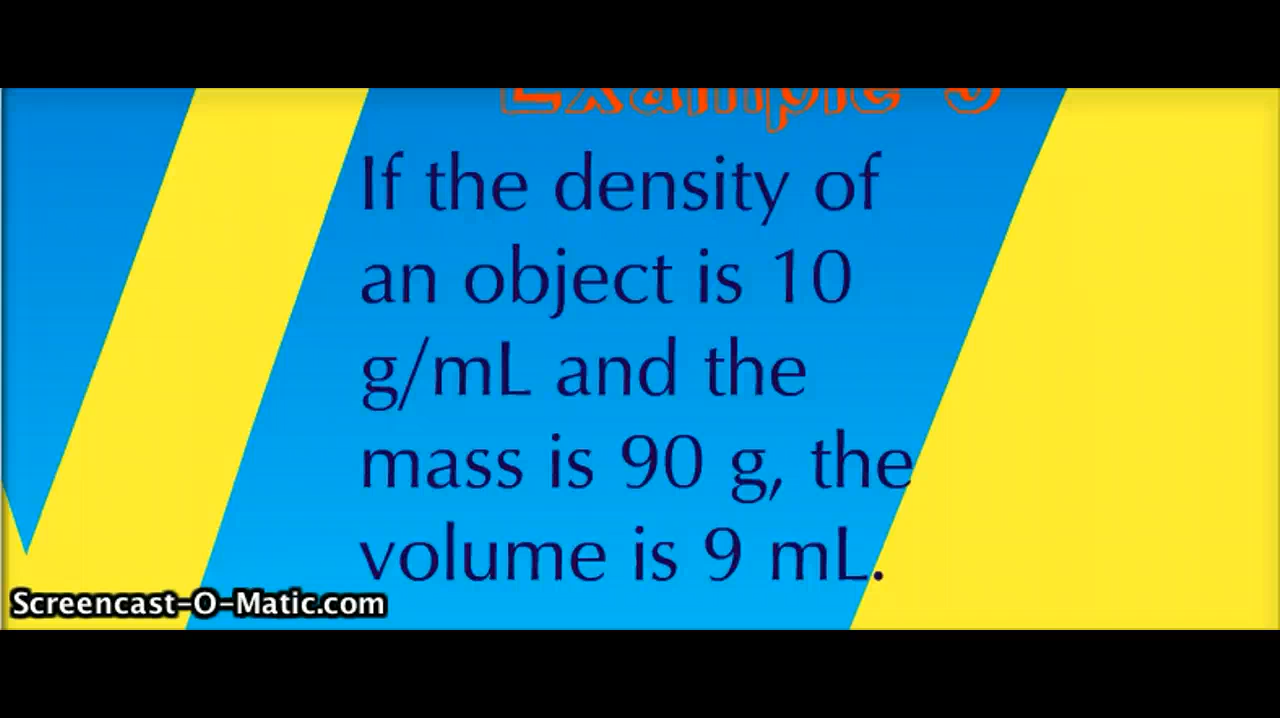 Example
If the density of
an object is 10
g/mL and the
mass is 90 g, the
volume is 9 mL.
Screencast-O-Matic.com